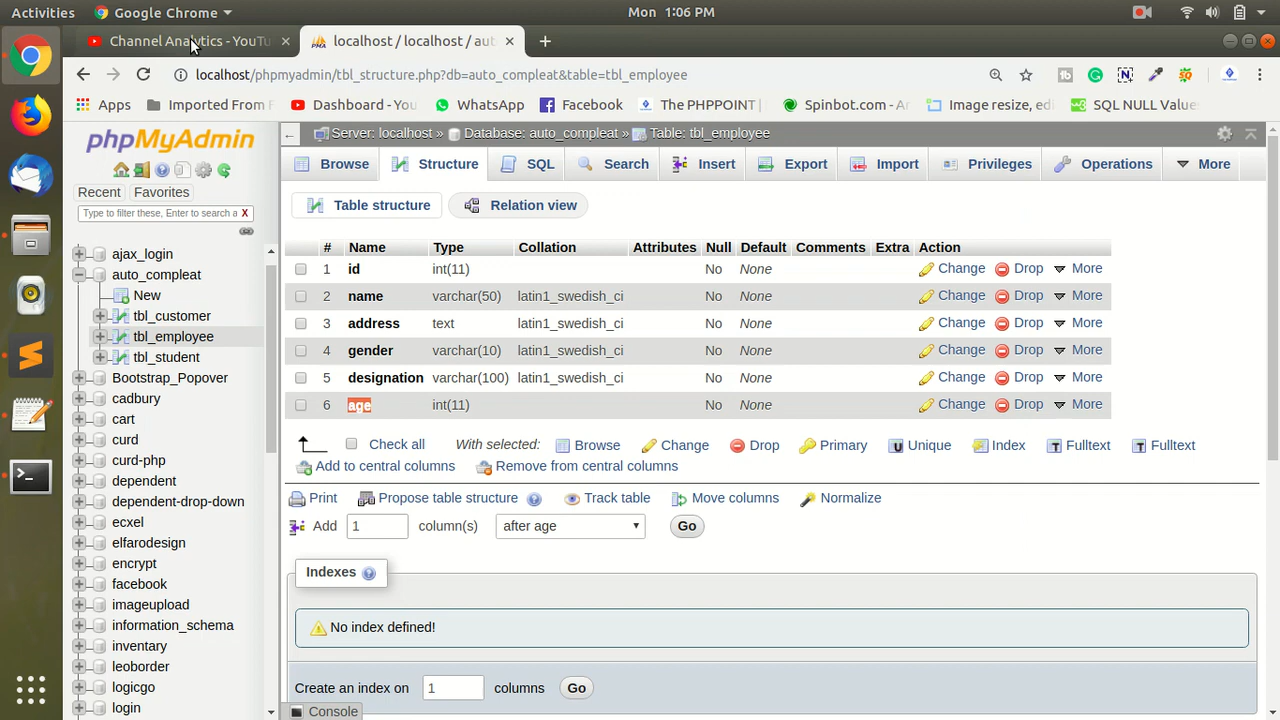 Activities Google Chrome Mon 1:06 PM
Channel Analytics - YouTu
PMA localhost / localhost / aut
localhost/phpmyadmin/tbl_structure.php?db=auto_compleat&table=tbl_employee
Apps Imported From F Dashboard - You WhatsApp Facebook The PHPPOINT | Spinbot.com - Ar Image resize, edi SQL NULL Value
phpMyAdmin
Recent Favorites
Type to filter these, Enter to search a X
ajax_login
auto_compleat
New
tbl_customer
tbl_employee
tbl_student
Bootstrap_Popover
cadbury
cart
curd
curd-php
dependent
dependent-drop-down
ecxel
elfarodesign
encrypt
facebook
imageupload
information_schema
inventory
leoborder
logicgo
login
Server: localhost » Database: auto_compleat » Table: tbl_employee
Browse Structure SQL Search Insert Export Import Privileges Operations More
Table structure Relation view
# Name Type Collation Attributes Null Default Comments Extra Action
1 id int(11) No None Change Drop More
2 name varchar(50) latin1_swedish_ci No None Change Drop More
3 address text latin1_swedish_ci No None Change Drop More
4 gender varchar(10) latin1_swedish_ci No None Change Drop More
5 designation varchar(100) latin1_swedish_ci No None Change Drop More
6 age int(11) No None Change Drop More
Check all With selected: Browse Change Drop Primary Unique Index Fulltext Fulltext
Add to central columns Remove from central columns
Print Propose table structure Track table Move columns Normalize
Add 1 column(s) after age Go
Indexes
No index defined!
Create an index on 1 columns Go
Console